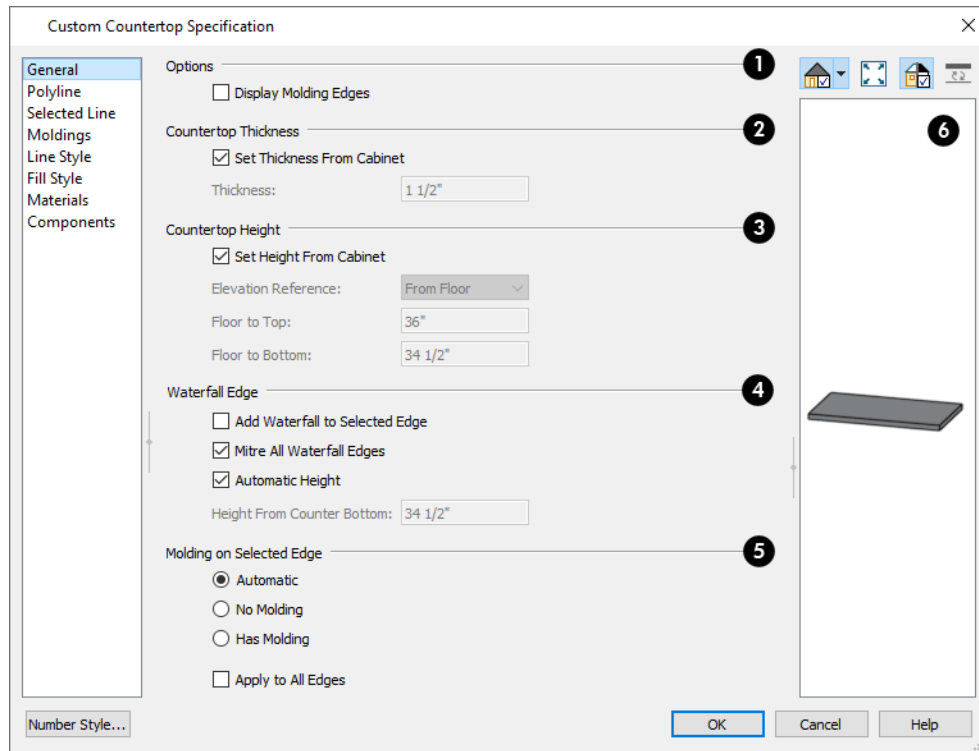 Custom Countertop Specification
General
Polyline
Selected Line
Moldings
Line Style
Fill Style
Materials
Components
Options
1
Display Molding Edges
Countertop Thickness
2
Set Thickness From Cabinet
Thickness: 1 1/2"
Countertop Height
3
Set Height From Cabinet
Elevation Reference: From Floor
Floor to Top: 36"
Floor to Bottom: 34 1/2"
Waterfall Edge
4
Add Waterfall to Selected Edge
Mitre All Waterfall Edges
Automatic Height
Height From Counter Bottom: 34 1/2"
Molding on Selected Edge
5
Automatic
No Molding
Has Molding
Apply to All Edges
6
Number Style...
OK
Cancel
Help